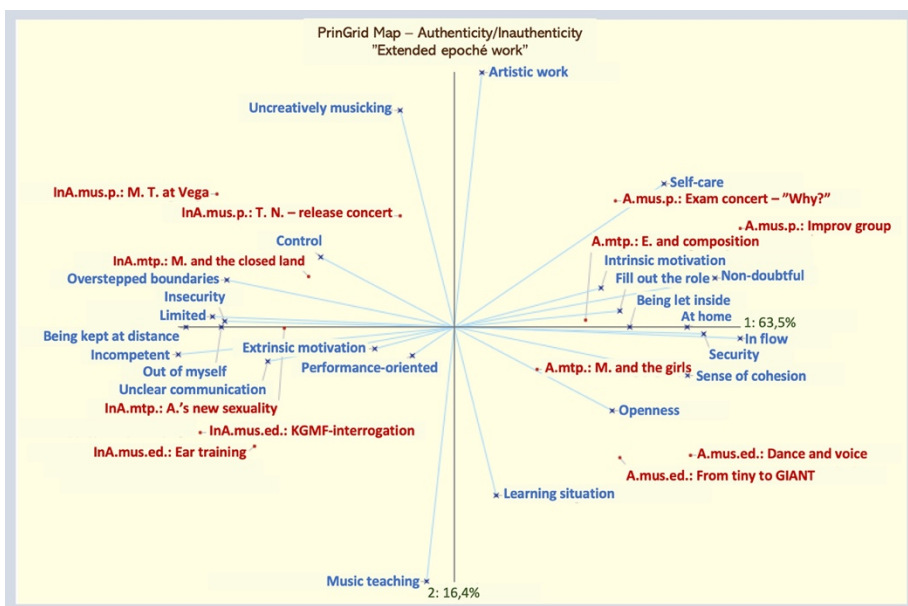 PrinGrid Map – Authenticity/Inauthenticity
"Extended epoché work"
Artistic work
Uncreatively musicking
Self-care
InA.mus.p.: M. T. at Vega
A.mus.p.: Exam concert – "Why?"
InA.mus.p.: T. N. – release concert
A.mus.p.: Improv group
Control
A.mtp.: E. and composition
InA.mtp.: M. and the closed land
Intrinsic motivation
Overstepped boundaries
Fill out the role
Non-doubtful
Insecurity
Being let inside
Limited
At home
1: 63,5%
Being kept at distance
In flow
Incompetent
Extrinsic motivation
Security
Out of myself
Performance-oriented
A.mtp.: M. and the girls
Sense of cohesion
Unclear communication
InA.mtp.: A.'s new sexuality
Openness
InA.mus.ed.: KGMF-interrogation
InA.mus.ed.: Ear training
A.mus.ed.: Dance and voice
A.mus.ed.: From tiny to GIANT
Learning situation
Music teaching
2: 16,4%